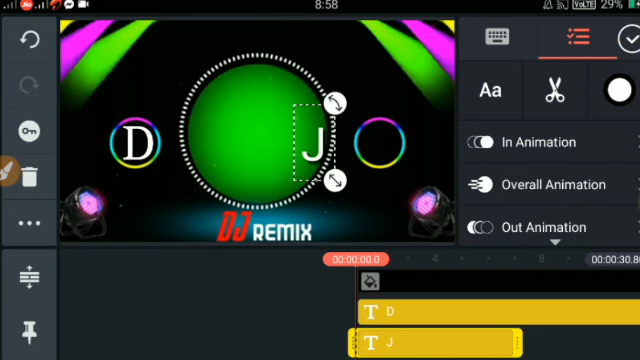 8:58
VoLTE 29%
Aa
D
J
In Animation
Overall Animation
Out Animation
DJ REMIX
00:00:00.0
4
8
00:00:30.8
T D
T J